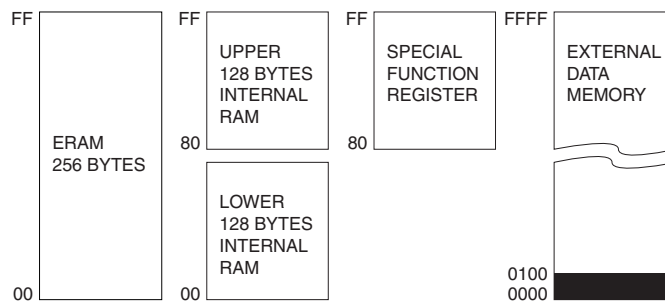 FF
ERAM
256 BYTES
00
FF
UPPER
128 BYTES
INTERNAL
RAM
80
LOWER
128 BYTES
INTERNAL
RAM
00
FF
SPECIAL
FUNCTION
REGISTER
80
FFFF
EXTERNAL
DATA
MEMORY
0100
0000